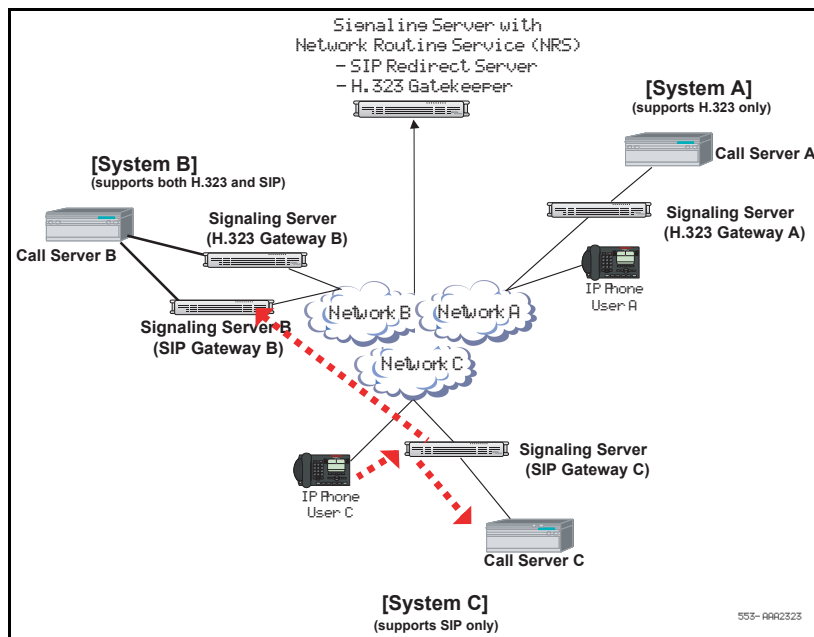 Signaling Server with
Network Routing Service (NRS)
- SIP Redirect Server
- H.323 Gatekeeper
[System A]
(supports H.323 only)
Call Server A
[System B]
(supports both H.323 and SIP)
Signaling Server
(H.323 Gateway B)
Call Server B
Signaling Server
(H.323 Gateway A)
IP Phone
User A
Signaling Server B
(SIP Gateway B)
Network B
Network A
Network C
Signaling Server
(SIP Gateway C)
IP Phone
User C
Call Server C
[System C]
(supports SIP only)
553-AAA2323